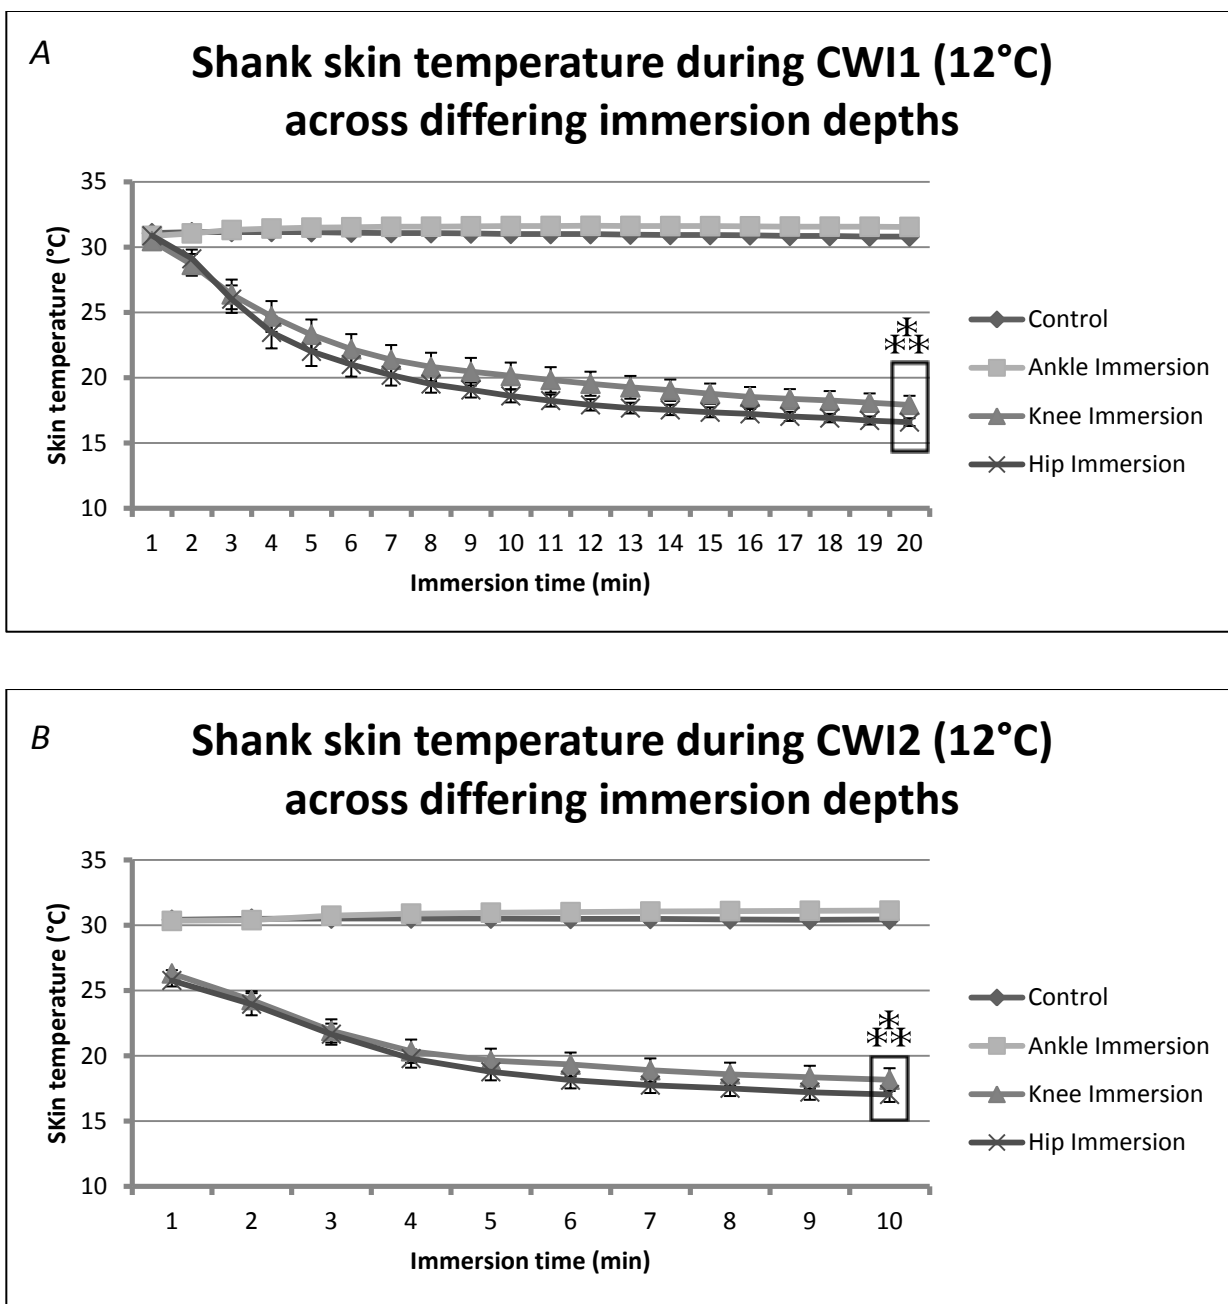 A
Shank skin temperature during CWI1 (12°C)
across differing immersion depths
35
30
25
20
15
10
Skin temperature (°C)
1 2 3 4 5 6 7 8 9 10 11 12 13 14 15 16 17 18 19 20
Immersion time (min)
*
**
Control
Ankle Immersion
Knee Immersion
Hip Immersion
B
Shank skin temperature during CWI2 (12°C)
across differing immersion depths
35
30
25
20
15
10
SKin temperature (°C)
1 2 3 4 5 6 7 8 9 10
Immersion time (min)
*
**
Control
Ankle Immersion
Knee Immersion
Hip Immersion